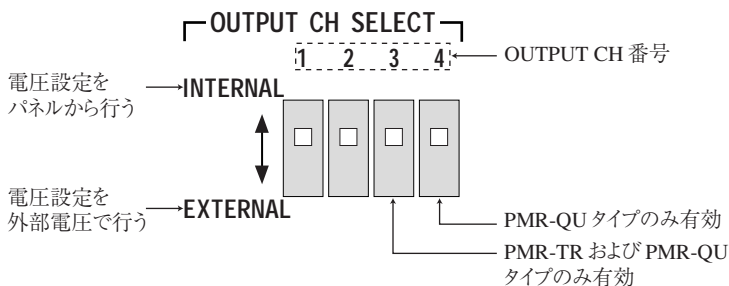 OUTPUT CH SELECT
1 2 3 4
OUTPUT CH 番号
電圧設定を
パネルから行う
INTERNAL
電圧設定を
外部電圧で行う
EXTERNAL
PMR-QU タイプのみ有効
PMR-TR および PMR-QU
タイプのみ有効